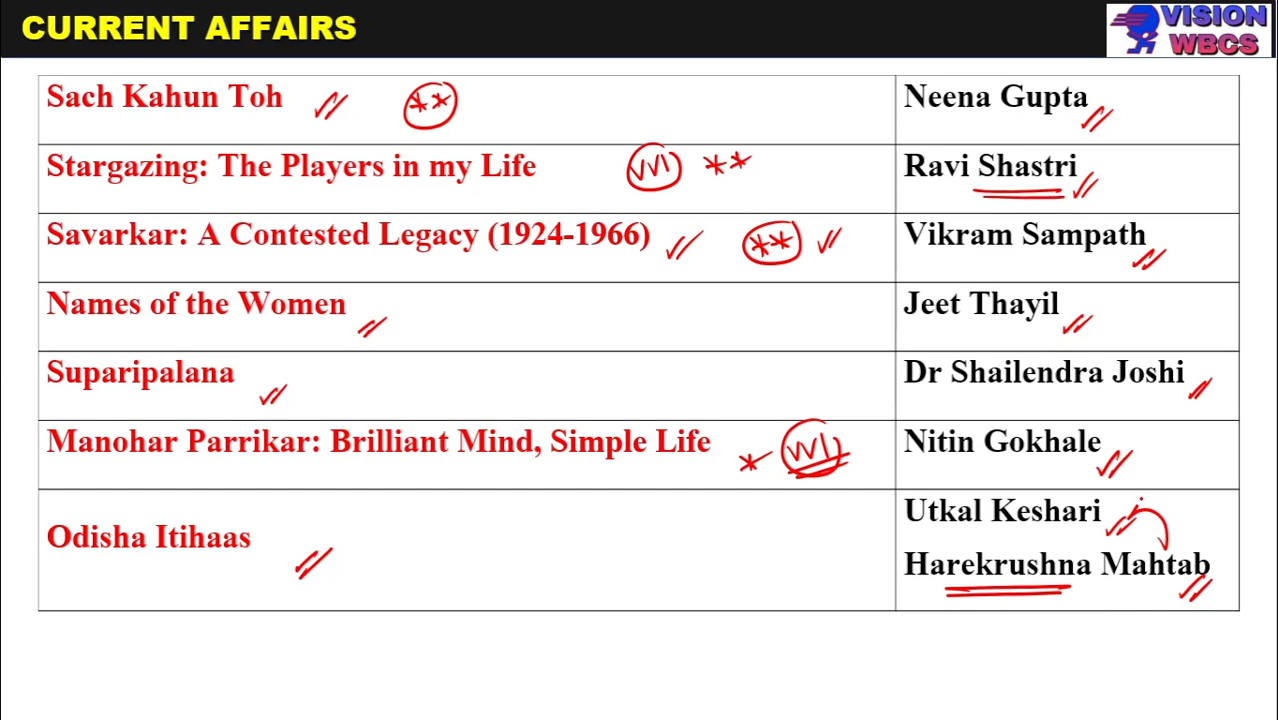 CURRENT AFFAIRS
VISION
WBCS
Sach Kahun Toh ** Neena Gupta
Stargazing: The Players in my Life VVI ** Ravi Shastri
Savarkar: A Contested Legacy (1924-1966) ** Vikram Sampath
Names of the Women Jeet Thayil
Suparipalana Dr Shailendra Joshi
Manohar Parrikar: Brilliant Mind, Simple Life * VVI Nitin Gokhale
Odisha Itihaas Utkal Keshari
Harekrushna Mahtab